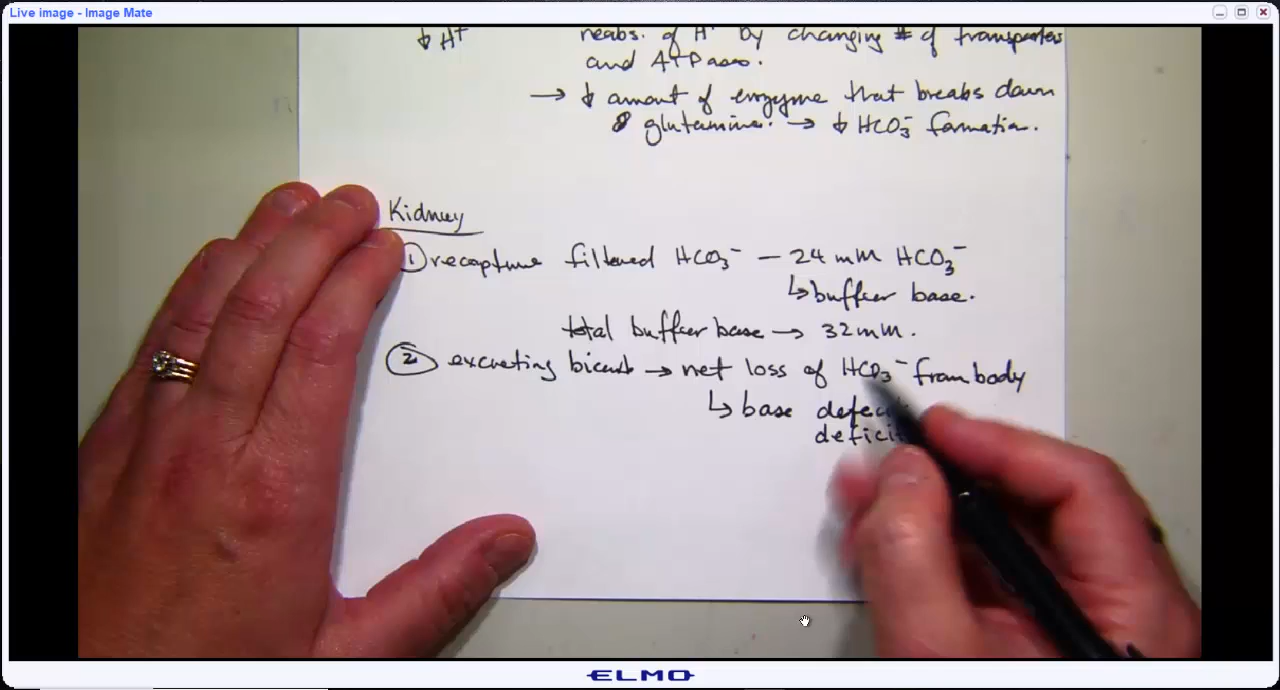 Live image - Image Mate
↓ H⁺ reabs. of H⁺ by changing # of transporters
and ATPases.
→ ↓ amount of enzyme that breaks down
glutamine. → ↓ HCO₃⁻ formation.
Kidney
① recapture filtered HCO₃⁻ – 24 mM HCO₃⁻
↳ buffer base.
total buffer base → 32 mM.
② excreting bicarb → net loss of HCO₃⁻ from body
↳ base
defici
ELMO